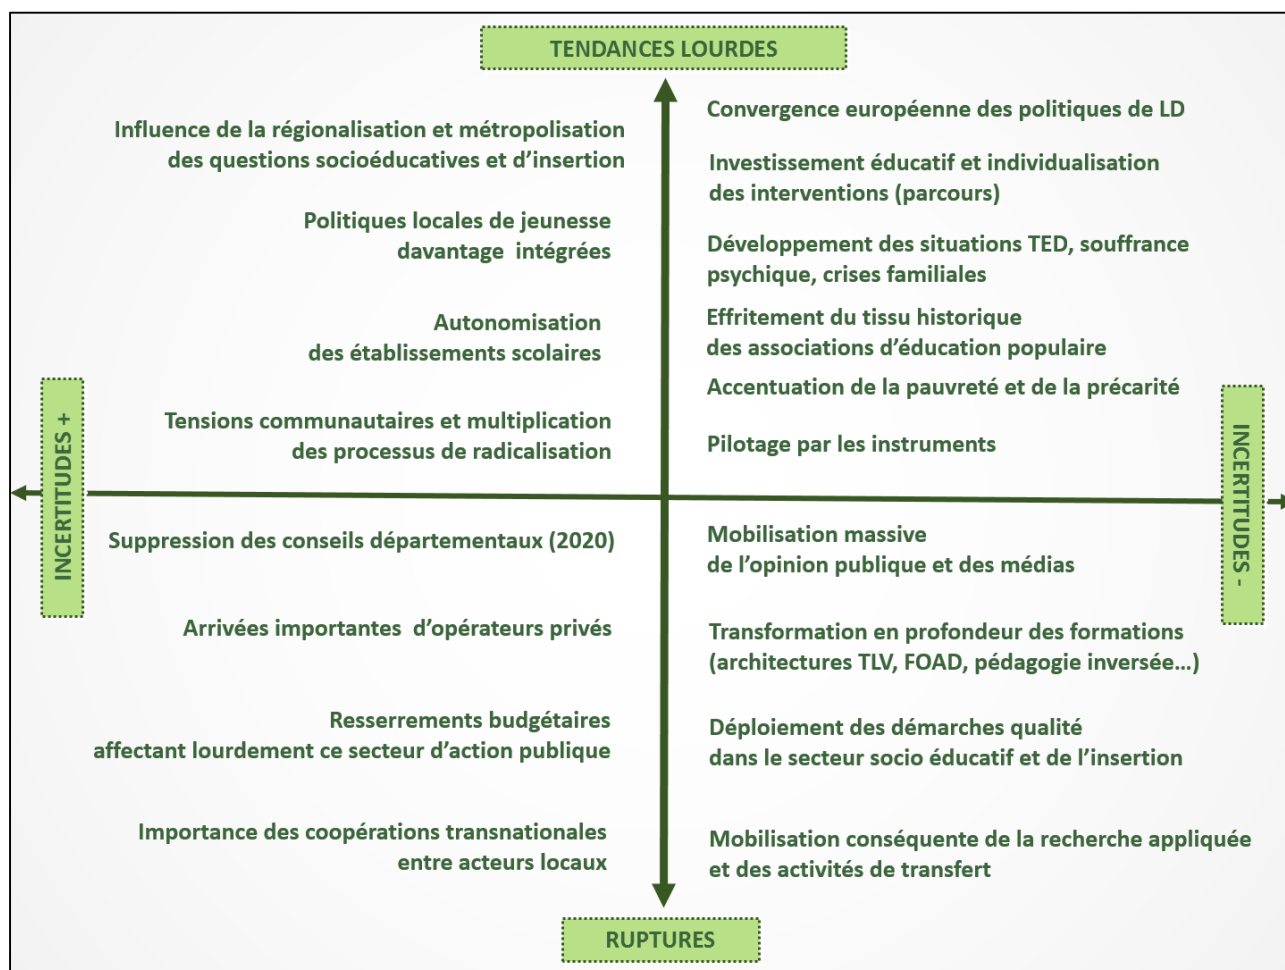 TENDANCES LOURDES
Influence de la régionalisation et métropolisation
des questions socioéducatives et d’insertion
Politiques locales de jeunesse
davantage  intégrées
Autonomisation
des établissements scolaires
Tensions communautaires et multiplication
des processus de radicalisation
Convergence européenne des politiques de LD
Investissement éducatif et individualisation
des interventions (parcours)
Développement des situations TED, souffrance
psychique, crises familiales
Effritement du tissu historique
des associations d’éducation populaire
Accentuation de la pauvreté et de la précarité
Pilotage par les instruments
INCERTITUDES +
INCERTITUDES -
Suppression des conseils départementaux (2020)
Arrivées importantes  d’opérateurs privés
Resserrements budgétaires
affectant lourdement ce secteur d’action publique
Importance des coopérations transnationales
entre acteurs locaux
Mobilisation massive
de l’opinion publique et des médias
Transformation en profondeur des formations
(architectures TLV, FOAD, pédagogie inversée…)
Déploiement des démarches qualité
dans le secteur socio éducatif et de l’insertion
Mobilisation conséquente de la recherche appliquée
et des activités de transfert
RUPTURES